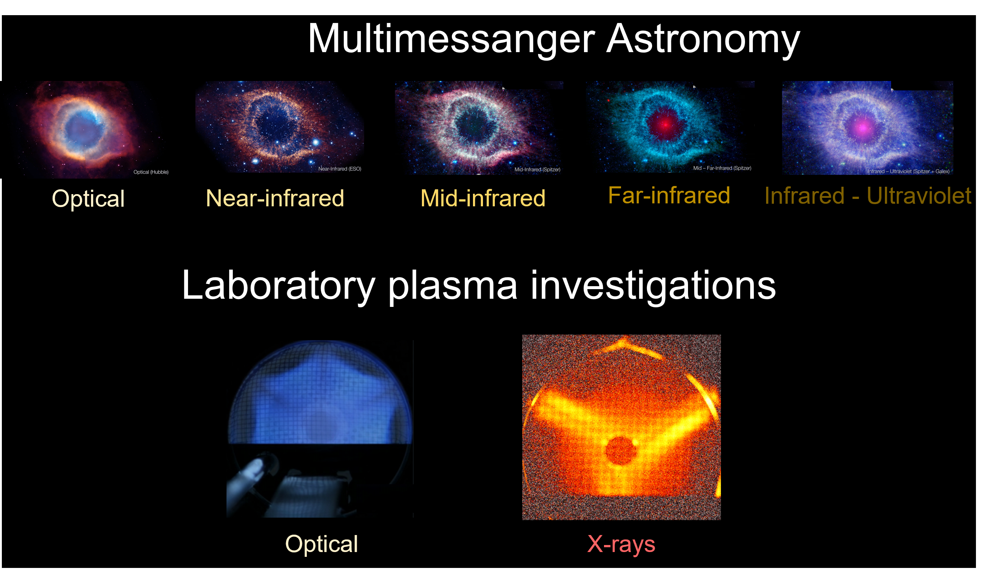 Multimessanger Astronomy
Optical (Hubble)
Near-Infrared (ESO)
Mid-Infrared (Spitzer)
Mid – Far-Infrared (Spitzer)
Infrared – Ultraviolet (Spitzer + Galex)
Optical
Near-infrared
Mid-infrared
Far-infrared
Infrared - Ultraviolet
Laboratory plasma investigations
Optical
X-rays